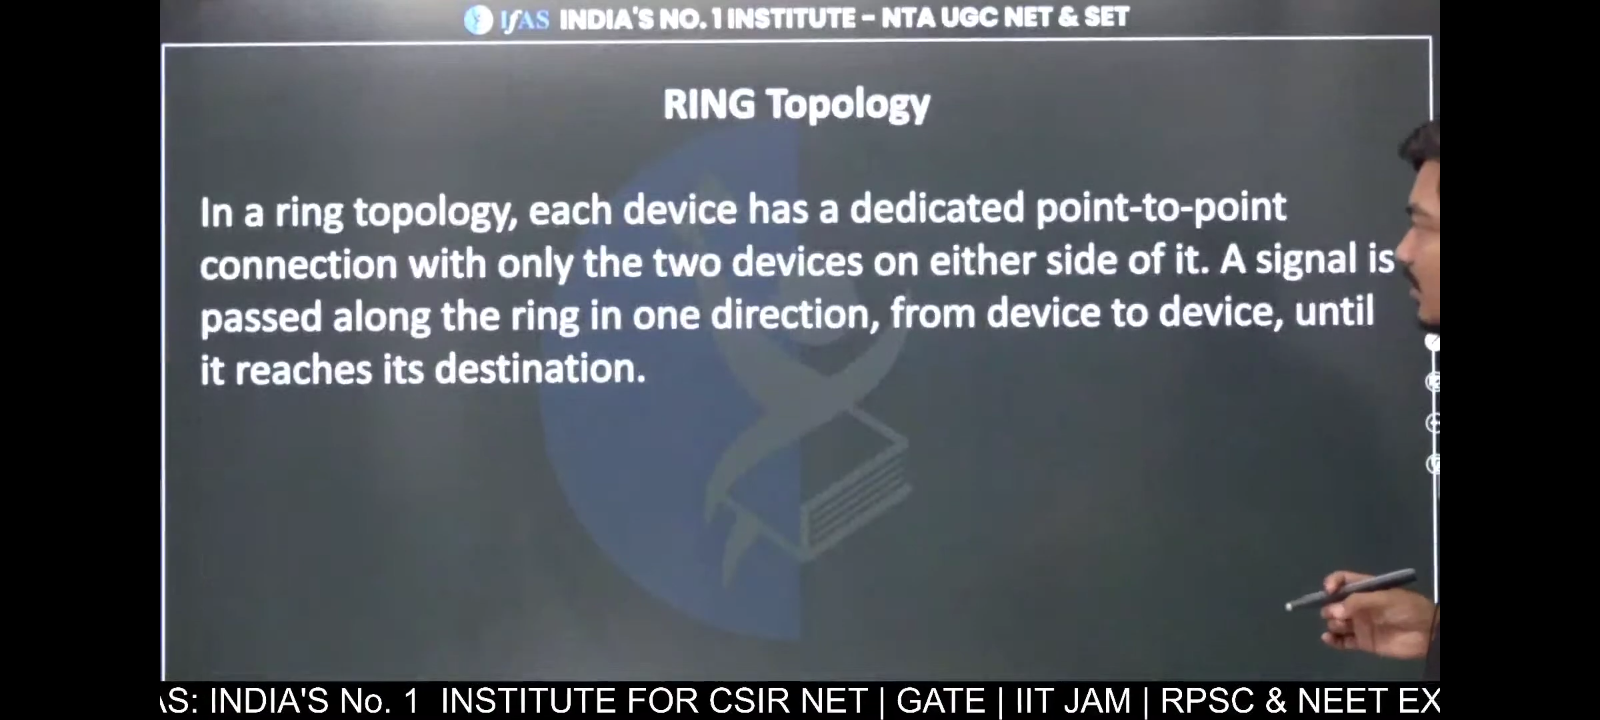 IfAS INDIA'S NO. 1 INSTITUTE – NTA UGC NET & SET
RING Topology
In a ring topology, each device has a dedicated point-to-point
connection with only the two devices on either side of it. A signal is
passed along the ring in one direction, from device to device, until
it reaches its destination.
AS: INDIA'S No. 1 INSTITUTE FOR CSIR NET | GATE | IIT JAM | RPSC & NEET EX